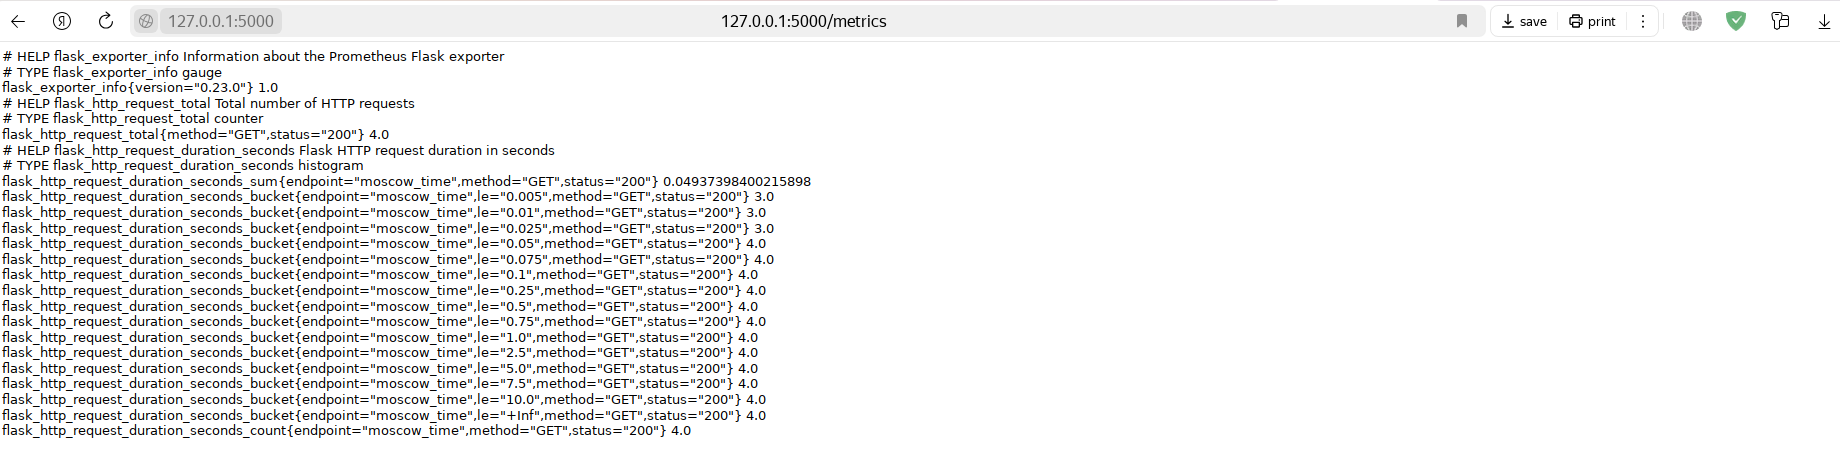 127.0.0.1:5000 127.0.0.1:5000/metrics save print
# HELP flask_exporter_info Information about the Prometheus Flask exporter
# TYPE flask_exporter_info gauge
flask_exporter_info{version="0.23.0"} 1.0
# HELP flask_http_request_total Total number of HTTP requests
# TYPE flask_http_request_total counter
flask_http_request_total{method="GET",status="200"} 4.0
# HELP flask_http_request_duration_seconds Flask HTTP request duration in seconds
# TYPE flask_http_request_duration_seconds histogram
flask_http_request_duration_seconds_sum{endpoint="moscow_time",method="GET",status="200"} 0.04937398400215898
flask_http_request_duration_seconds_bucket{endpoint="moscow_time",le="0.005",method="GET",status="200"} 3.0
flask_http_request_duration_seconds_bucket{endpoint="moscow_time",le="0.01",method="GET",status="200"} 3.0
flask_http_request_duration_seconds_bucket{endpoint="moscow_time",le="0.025",method="GET",status="200"} 3.0
flask_http_request_duration_seconds_bucket{endpoint="moscow_time",le="0.05",method="GET",status="200"} 4.0
flask_http_request_duration_seconds_bucket{endpoint="moscow_time",le="0.075",method="GET",status="200"} 4.0
flask_http_request_duration_seconds_bucket{endpoint="moscow_time",le="0.1",method="GET",status="200"} 4.0
flask_http_request_duration_seconds_bucket{endpoint="moscow_time",le="0.25",method="GET",status="200"} 4.0
flask_http_request_duration_seconds_bucket{endpoint="moscow_time",le="0.5",method="GET",status="200"} 4.0
flask_http_request_duration_seconds_bucket{endpoint="moscow_time",le="0.75",method="GET",status="200"} 4.0
flask_http_request_duration_seconds_bucket{endpoint="moscow_time",le="1.0",method="GET",status="200"} 4.0
flask_http_request_duration_seconds_bucket{endpoint="moscow_time",le="2.5",method="GET",status="200"} 4.0
flask_http_request_duration_seconds_bucket{endpoint="moscow_time",le="5.0",method="GET",status="200"} 4.0
flask_http_request_duration_seconds_bucket{endpoint="moscow_time",le="7.5",method="GET",status="200"} 4.0
flask_http_request_duration_seconds_bucket{endpoint="moscow_time",le="10.0",method="GET",status="200"} 4.0
flask_http_request_duration_seconds_bucket{endpoint="moscow_time",le="+Inf",method="GET",status="200"} 4.0
flask_http_request_duration_seconds_count{endpoint="moscow_time",method="GET",status="200"} 4.0